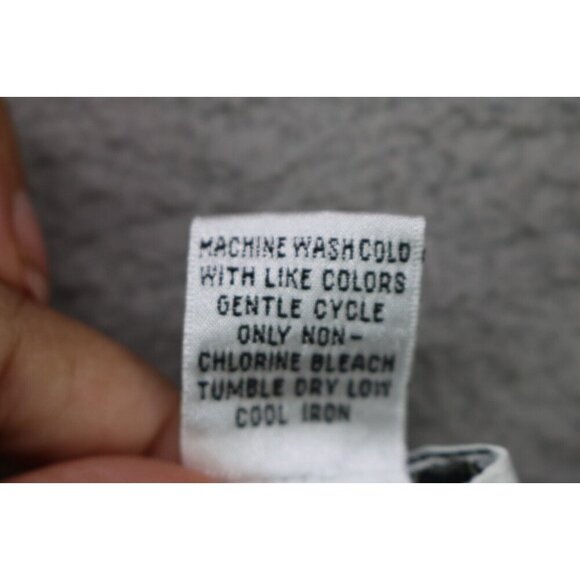 MACHINE WASH COLD
WITH LIKE COLORS
GENTLE CYCLE
ONLY NON-
CHLORINE BLEACH
TUMBLE DRY LOW
COOL IRON